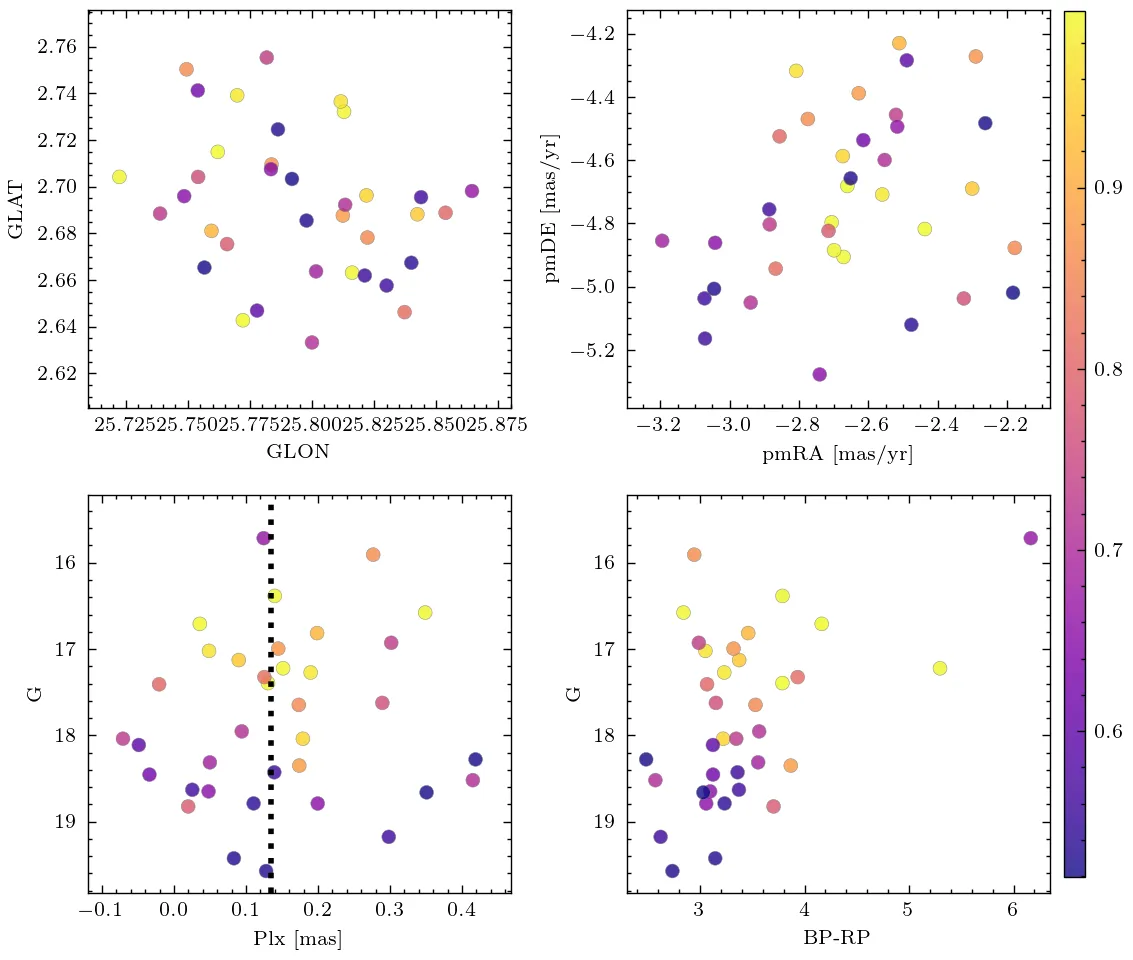 2.76
2.74
2.72
2.70
2.68
2.66
2.64
2.62
GLAT
25.725 25.750 25.775 25.800 25.825 25.850 25.875
GLON
−4.2
−4.4
−4.6
−4.8
−5.0
−5.2
pmDE [mas/yr]
−3.2 −3.0 −2.8 −2.6 −2.4 −2.2
pmRA [mas/yr]
0.9
0.8
0.7
0.6
16
17
18
19
G
−0.1 0.0 0.1 0.2 0.3 0.4
Plx [mas]
16
17
18
19
G
3 4 5 6
BP-RP